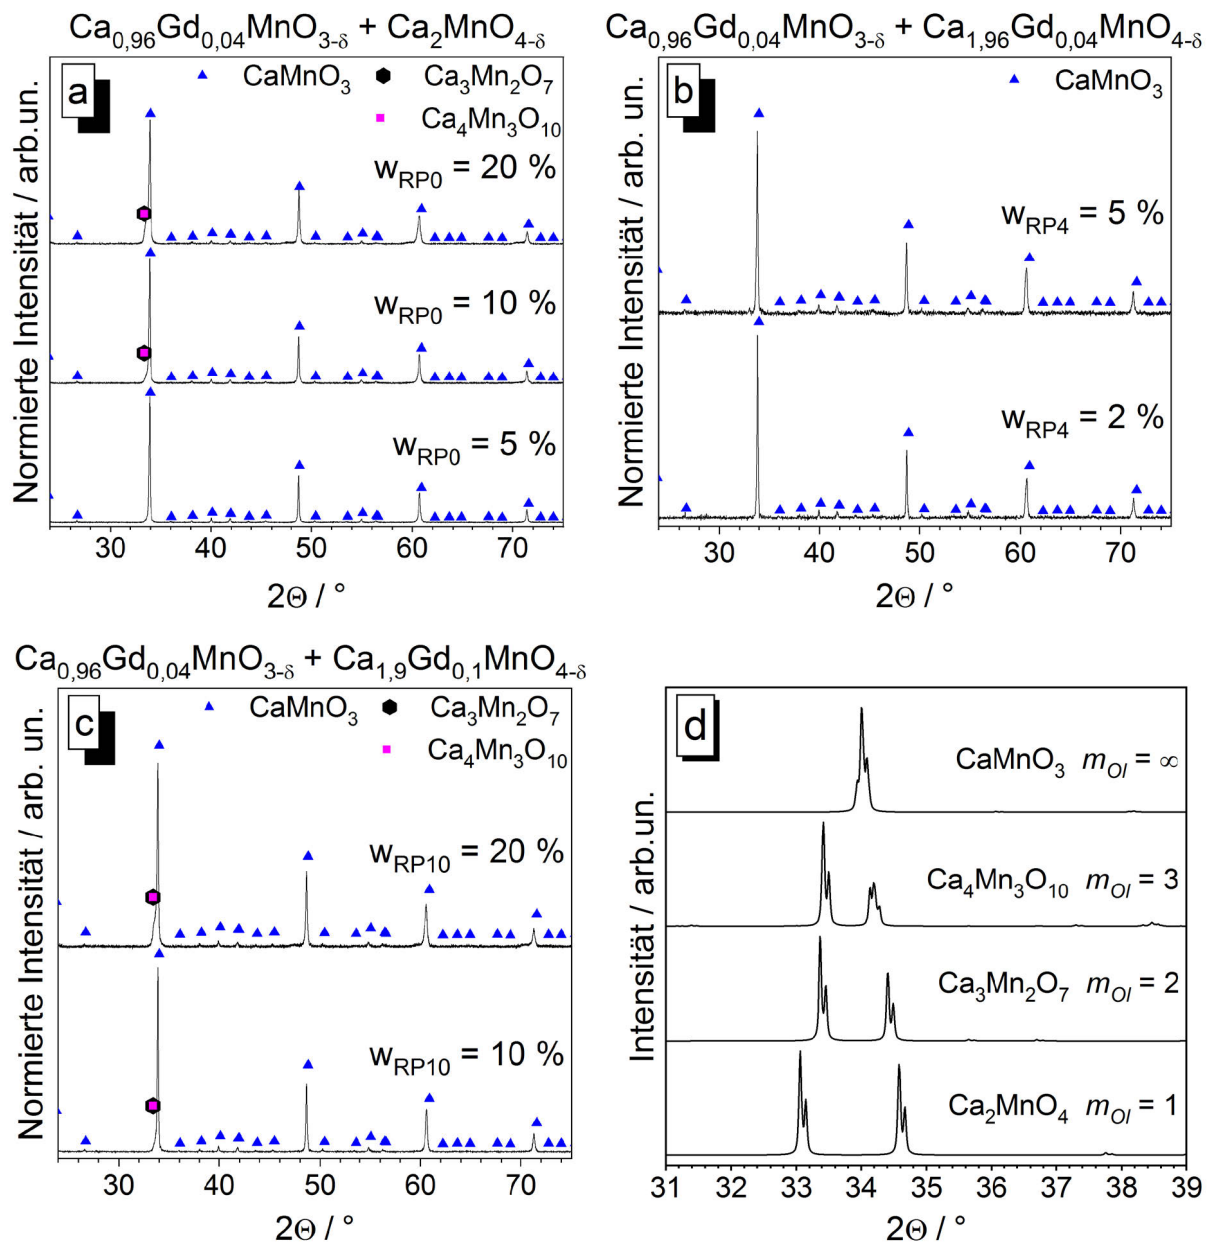 Ca0,96Gd0,04MnO3-δ + Ca2MnO4-δ
a
CaMnO3
Ca3Mn2O7
Ca4Mn3O10
wRP0 = 20 %
wRP0 = 10 %
wRP0 = 5 %
Normierte Intensität / arb.un.
30 40 50 60 70
2Θ / °
Ca0,96Gd0,04MnO3-δ + Ca1,96Gd0,04MnO4-δ
b
CaMnO3
wRP4 = 5 %
wRP4 = 2 %
Normierte Intensität / arb.un.
30 40 50 60 70
2Θ / °
Ca0,96Gd0,04MnO3-δ + Ca1,9Gd0,1MnO4-δ
c
CaMnO3
Ca3Mn2O7
Ca4Mn3O10
wRP10 = 20 %
wRP10 = 10 %
Normierte Intensität / arb. un.
30 40 50 60 70
2Θ / °
d
CaMnO3 mOl = ∞
Ca4Mn3O10 mOl = 3
Ca3Mn2O7 mOl = 2
Ca2MnO4 mOl = 1
Intensität / arb.un.
31 32 33 34 35 36 37 38 39
2Θ / °